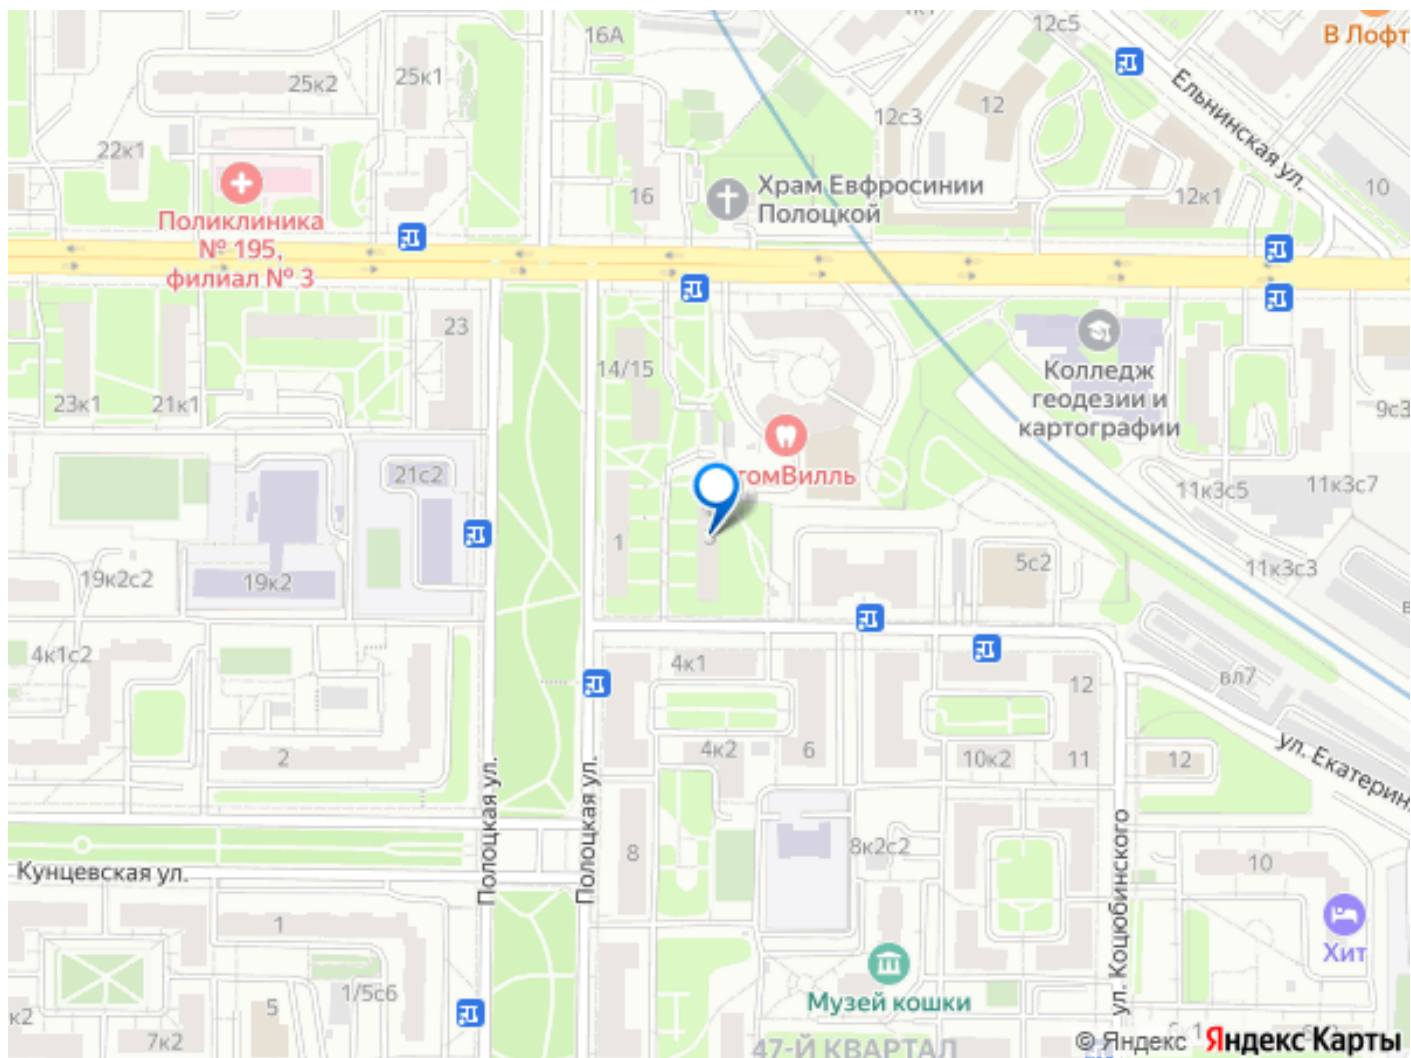 16А
12с5
В Лофт
25к2
25к1
Ельнинская ул.
12с3
12
22к1
10
16
Храм Евфросинии
Полоцкой
12к1
Поликлиника
№ 195,
филиал № 3
23
14/15
Колледж
геодезии и
картографии
23к1
21к1
9с3
томВилль
21с2
11к3с5
11к3с7
1
3
5с2
11к3с3
19к2с2
19к2
4к1с2
4к1
12
вл7
2
4к2
6
10к2
11
12
ул. Екатерин
Полоцкая ул.
Полоцкая ул.
ул. Коцюбинского
8
8к2с2
10
Кунцевская ул.
1
Хит
1/5с6
Музей кошки
к2
5
7к2
47-Й КВАРТАЛ
© Яндекс Яндекс Карты